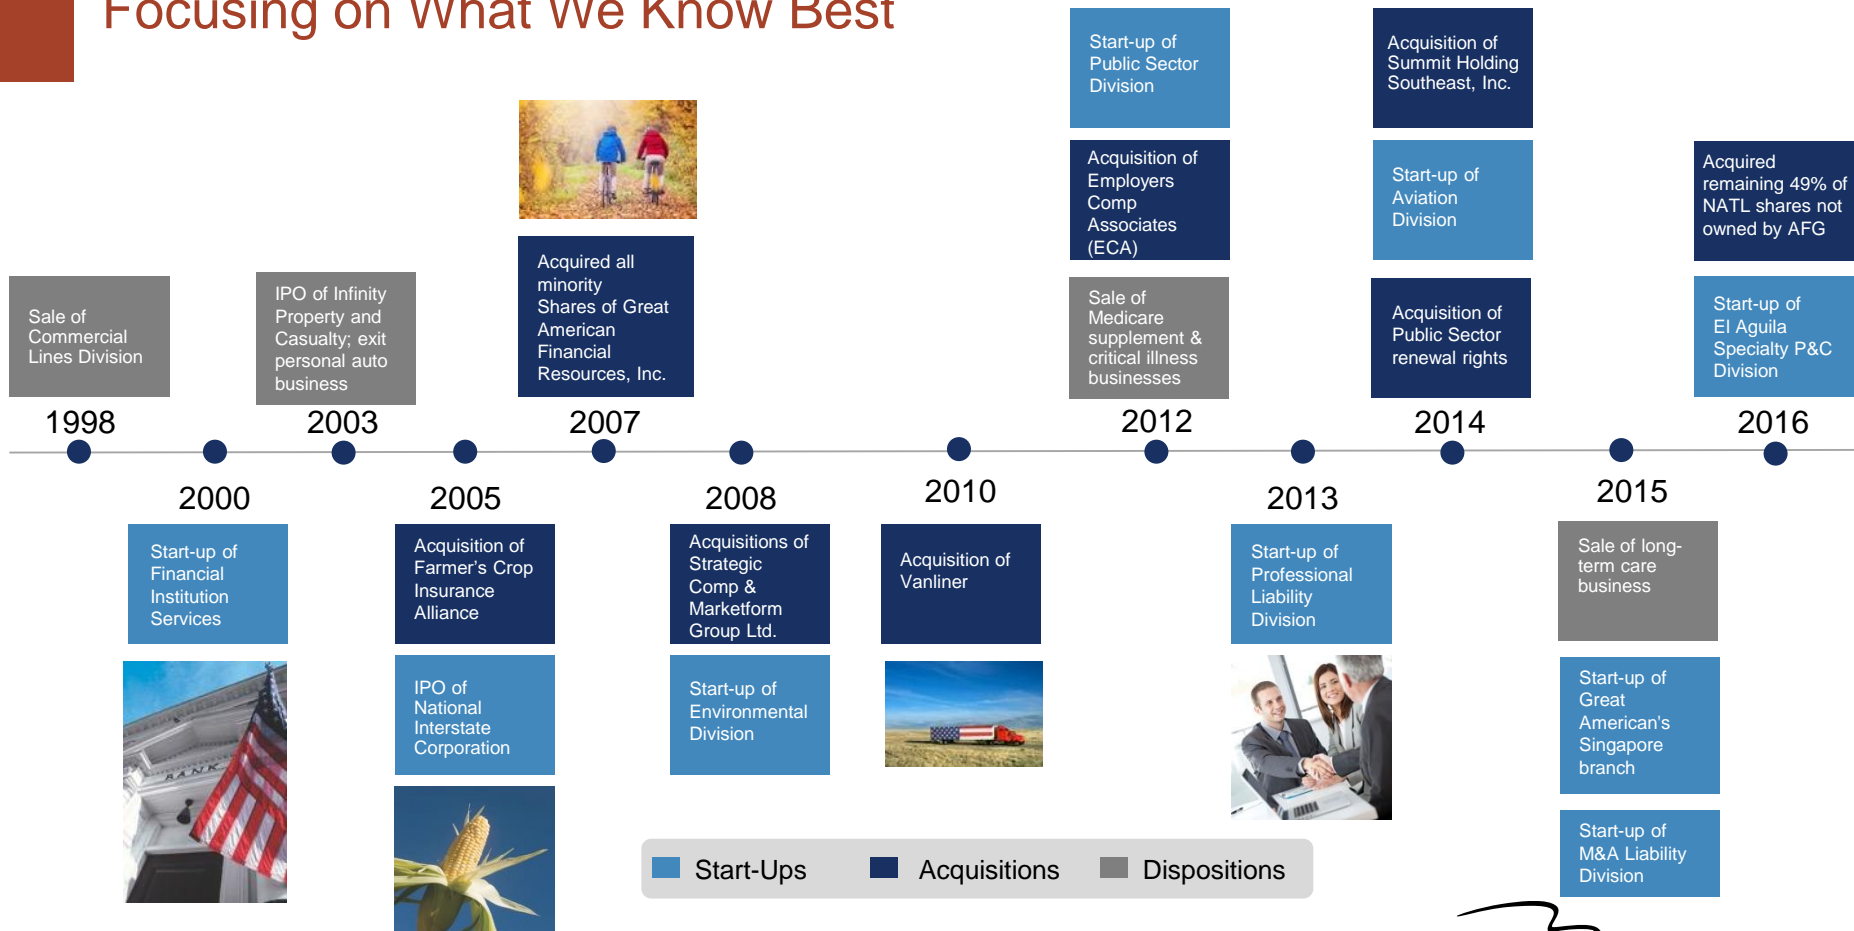 Focusing on What We Know Best
Start-up of
Public Sector
Division
Acquisition of
Summit Holding
Southeast, Inc.
Acquisition of
Employers
Comp
Associates
(ECA)
Start-up of
Aviation
Division
Acquired
remaining 49% of
NATL shares not
owned by AFG
Sale of
Commercial
Lines Division
IPO of Infinity
Property and
Casualty; exit
personal auto
business
Acquired all
minority
Shares of Great
American
Financial
Resources, Inc.
Sale of
Medicare
supplement &
critical illness
businesses
Acquisition of
Public Sector
renewal rights
Start-up of
El Aguila
Specialty P&C
Division
1998
2003
2007
2012
2014
2016
2000
2005
2008
2010
2013
2015
Start-up of
Financial
Institution
Services
Acquisition of
Farmer's Crop
Insurance
Alliance
Acquisitions of
Strategic
Comp &
Marketform
Group Ltd.
Acquisition of
Vanliner
Start-up of
Professional
Liability
Division
Sale of long-
term care
business
IPO of
National
Interstate
Corporation
Start-up of
Environmental
Division
Start-up of
Great
American's
Singapore
branch
BANK
Start-up of
M&A Liability
Division
Start-Ups
Acquisitions
Dispositions